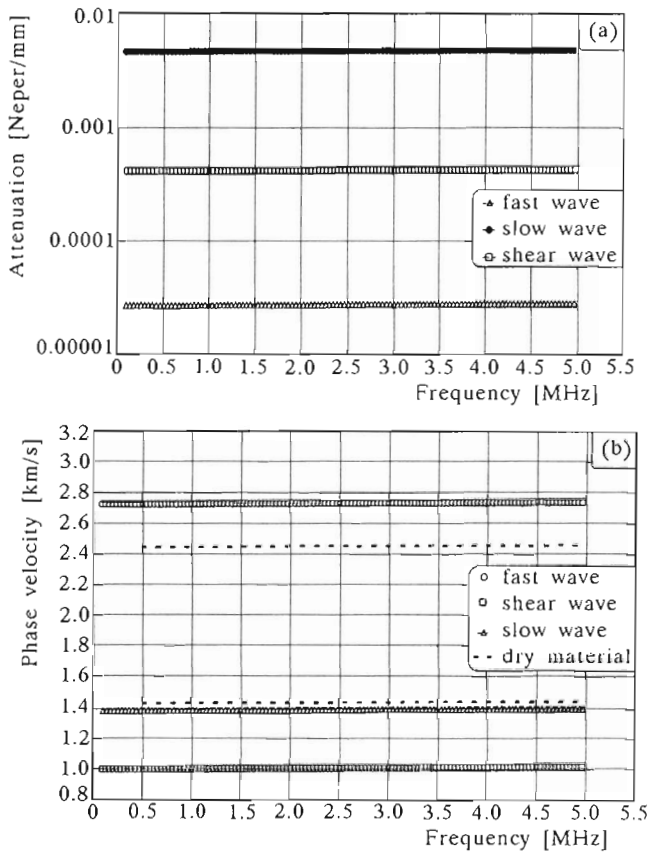 0.01
(a)
0.001
0.0001
0.00001
Attenuation [Neper/mm]
fast wave
slow wave
shear wave
0 0.5 1.0 1.5 2.0 2.5 3.0 3.5 4.0 4.5 5.0 5.5
Frequency [MHz]
3.2
(b)
3.0
2.8
2.6
2.4
2.2
2.0
1.8
1.6
1.4
1.2
1.0
0.8
Phase velocity [km/s]
fast wave
shear wave
slow wave
dry material
0 0.5 1.0 1.5 2.0 2.5 3.0 3.5 4.0 4.5 5.0 5.5
Frequency [MHz]